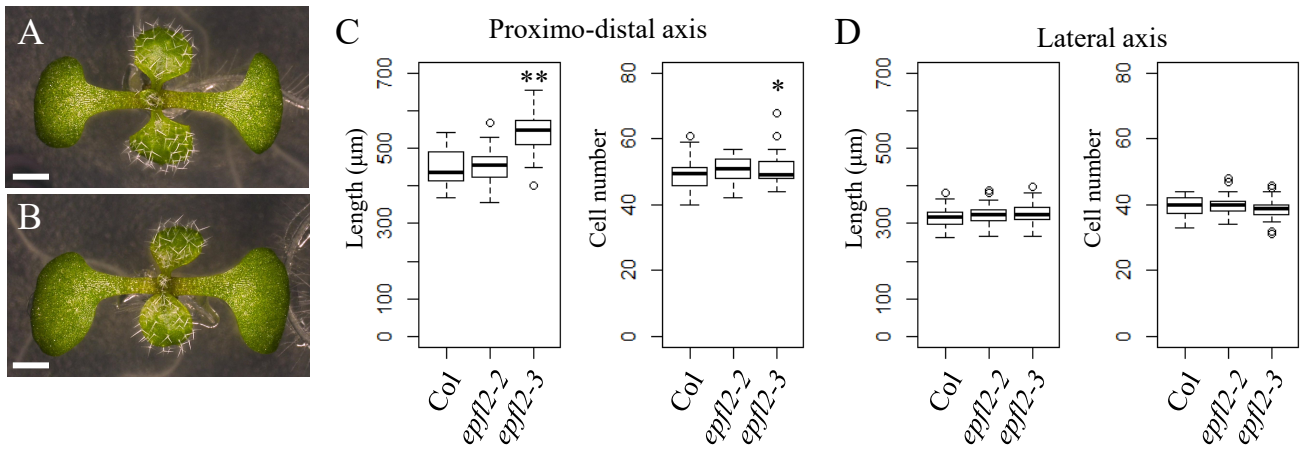 A
B
C
Proximo-distal axis
Length (μm)
700
500
300
100
0
Col
epfl2-2
epfl2-3
**
Cell number
80
60
40
20
0
Col
epfl2-2
epfl2-3
*
D
Lateral axis
Length (μm)
700
500
300
100
0
Col
epfl2-2
epfl2-3
Cell number
80
60
40
20
0
Col
epfl2-2
epfl2-3